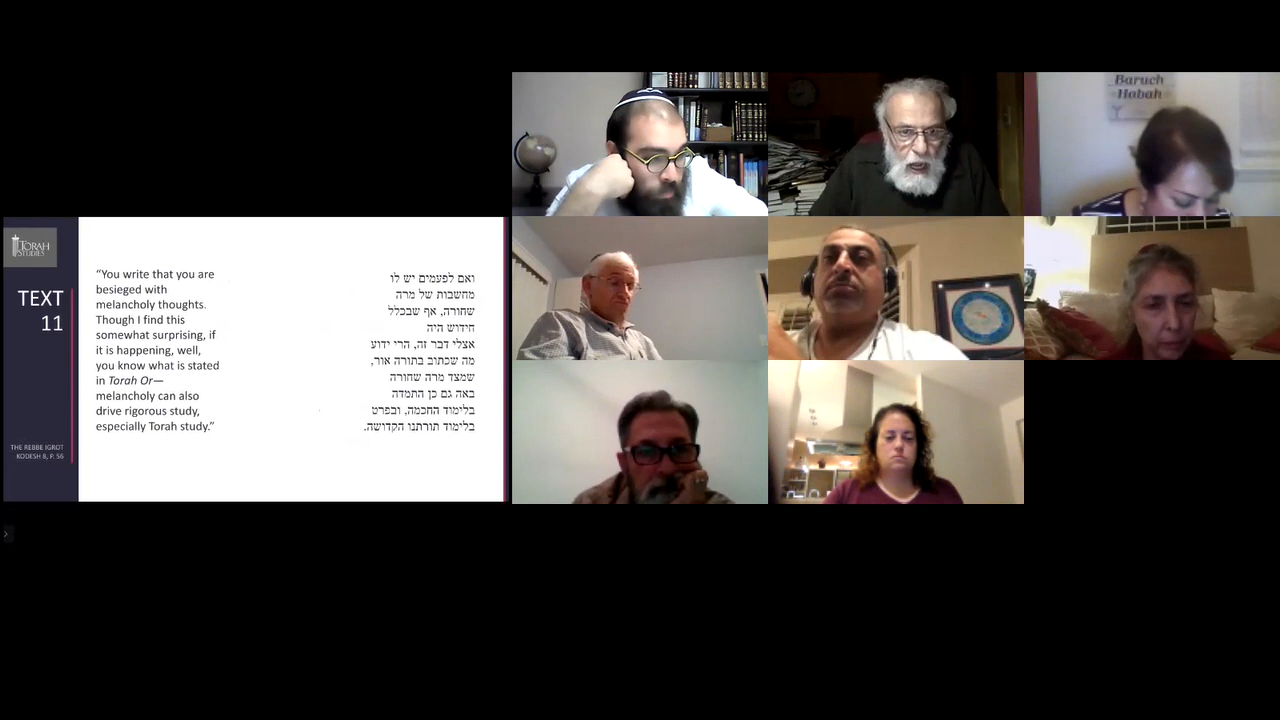 TORAH
STUDIES
TEXT
11
THE REBBE IGROT
KODESH 8, P. 56
“You write that you are
besieged with
melancholy thoughts.
Though I find this
somewhat surprising, if
it is happening, well,
you know what is stated
in Torah Or—
melancholy can also
drive rigorous study,
especially Torah study.”
ואם לפעמים יש לו
מחשבות של מרה
שחורה, אף שבכלל
חידוש היה
אצלי דבר זה, הרי ידוע
מה שכתוב בתורה אור,
שמצד מרה שחורה
באה גם כן התמדה
בלימוד החכמה, ובפרט
בלימוד תורתנו הקדושה.
Baruch
Habah